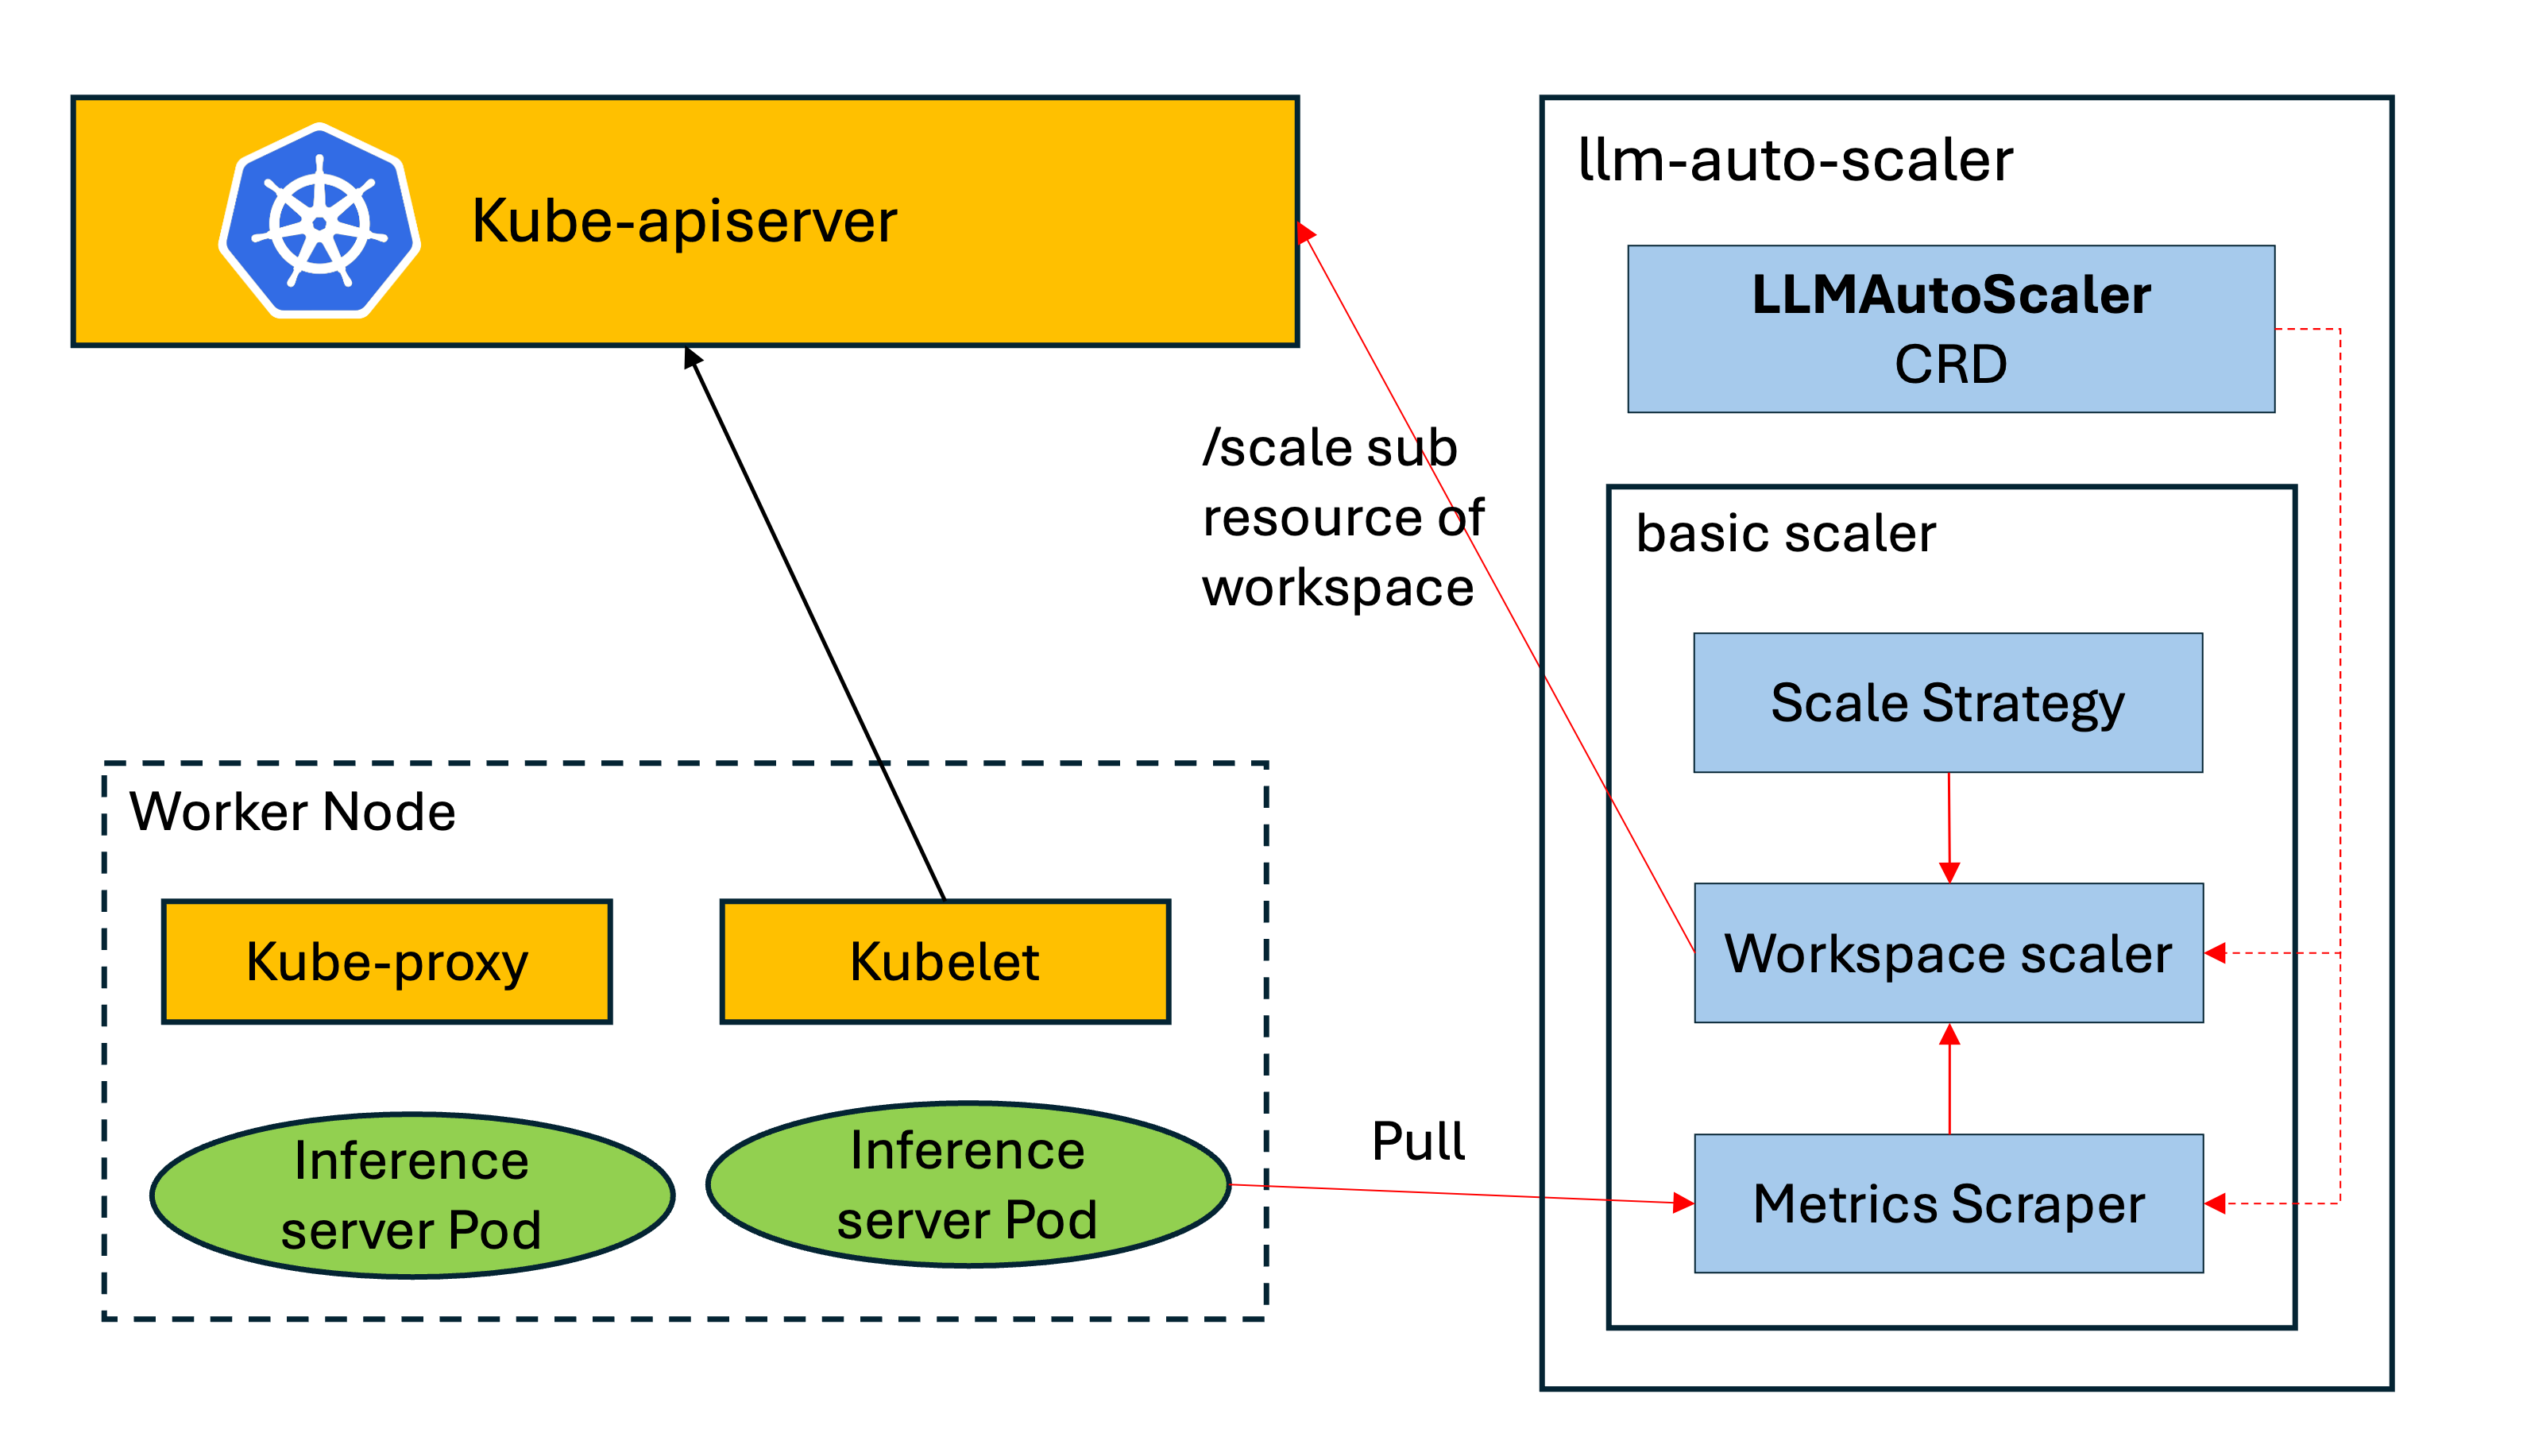 Kube-apiserver
llm-auto-scaler
LLMAutoScaler
CRD
/scale sub
resource of
workspace
basic scaler
Scale Strategy
Worker Node
Kube-proxy
Kubelet
Workspace scaler
Inference
server Pod
Inference
server Pod
Pull
Metrics Scraper